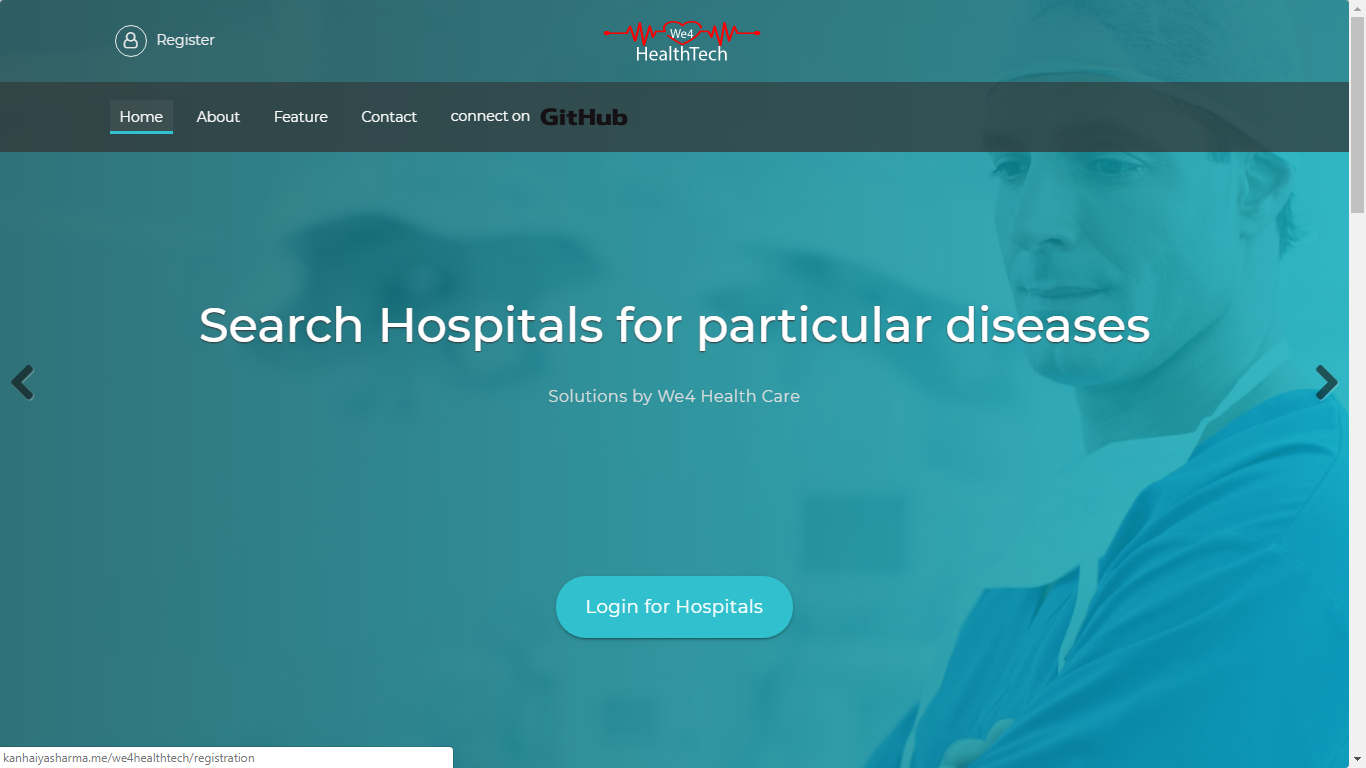 Register
We4
HealthTech
Home About Feature Contact connect on GitHub
Search Hospitals for particular diseases
Solutions by We4 Health Care
Login for Hospitals
kanhaiyasharma.me/we4healthtech/registration